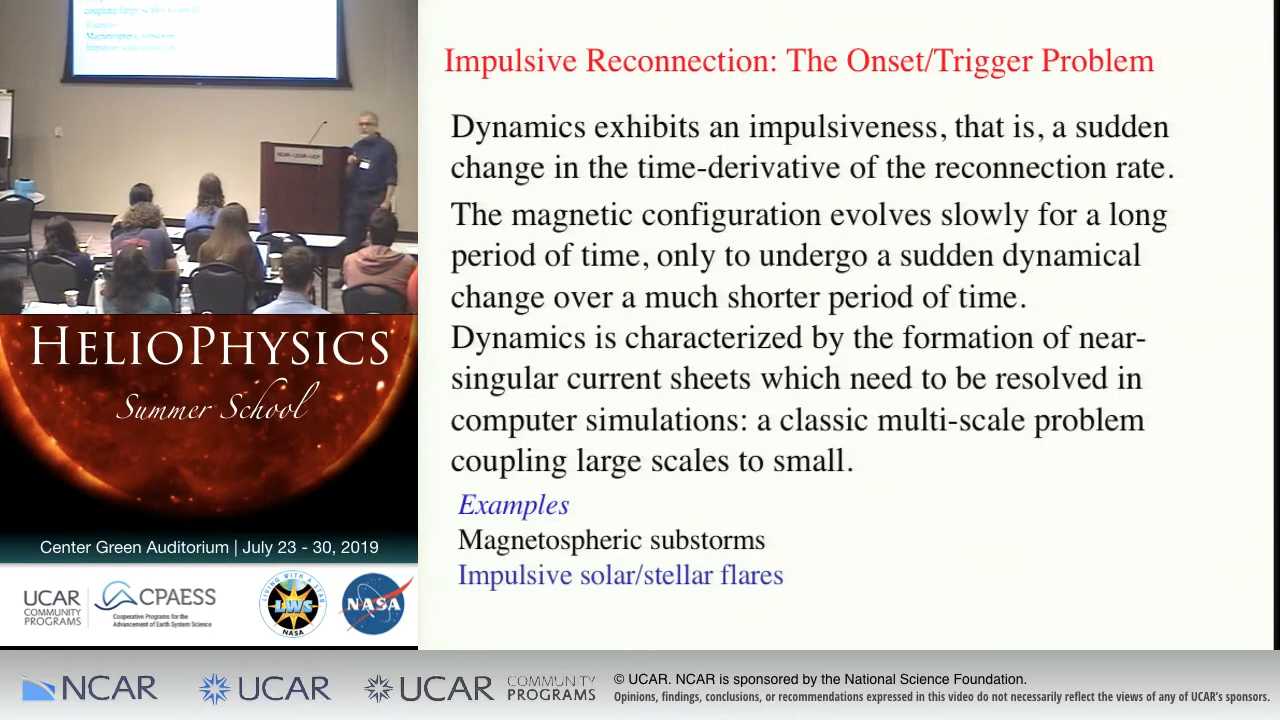 Impulsive Reconnection: The Onset/Trigger Problem
Dynamics exhibits an impulsiveness, that is, a sudden
change in the time-derivative of the reconnection rate.
The magnetic configuration evolves slowly for a long
period of time, only to undergo a sudden dynamical
change over a much shorter period of time.
Dynamics is characterized by the formation of near-
singular current sheets which need to be resolved in
computer simulations: a classic multi-scale problem
coupling large scales to small.
Examples
Magnetospheric substorms
Impulsive solar/stellar flares
NCAR • UCAR • UCP
HELIOPHYSICS
Summer School
Center Green Auditorium | July 23 - 30, 2019
UCAR
COMMUNITY
PROGRAMS
CPAESS
Cooperative Programs for the
Advancement of Earth System Science
LIVING WITH A STAR
LWS
NASA
NASA
NCAR
UCAR
UCAR
COMMUNITY
PROGRAMS
© UCAR. NCAR is sponsored by the National Science Foundation.
Opinions, findings, conclusions, or recommendations expressed in this video do not necessarily reflect the views of any of UCAR's sponsors.